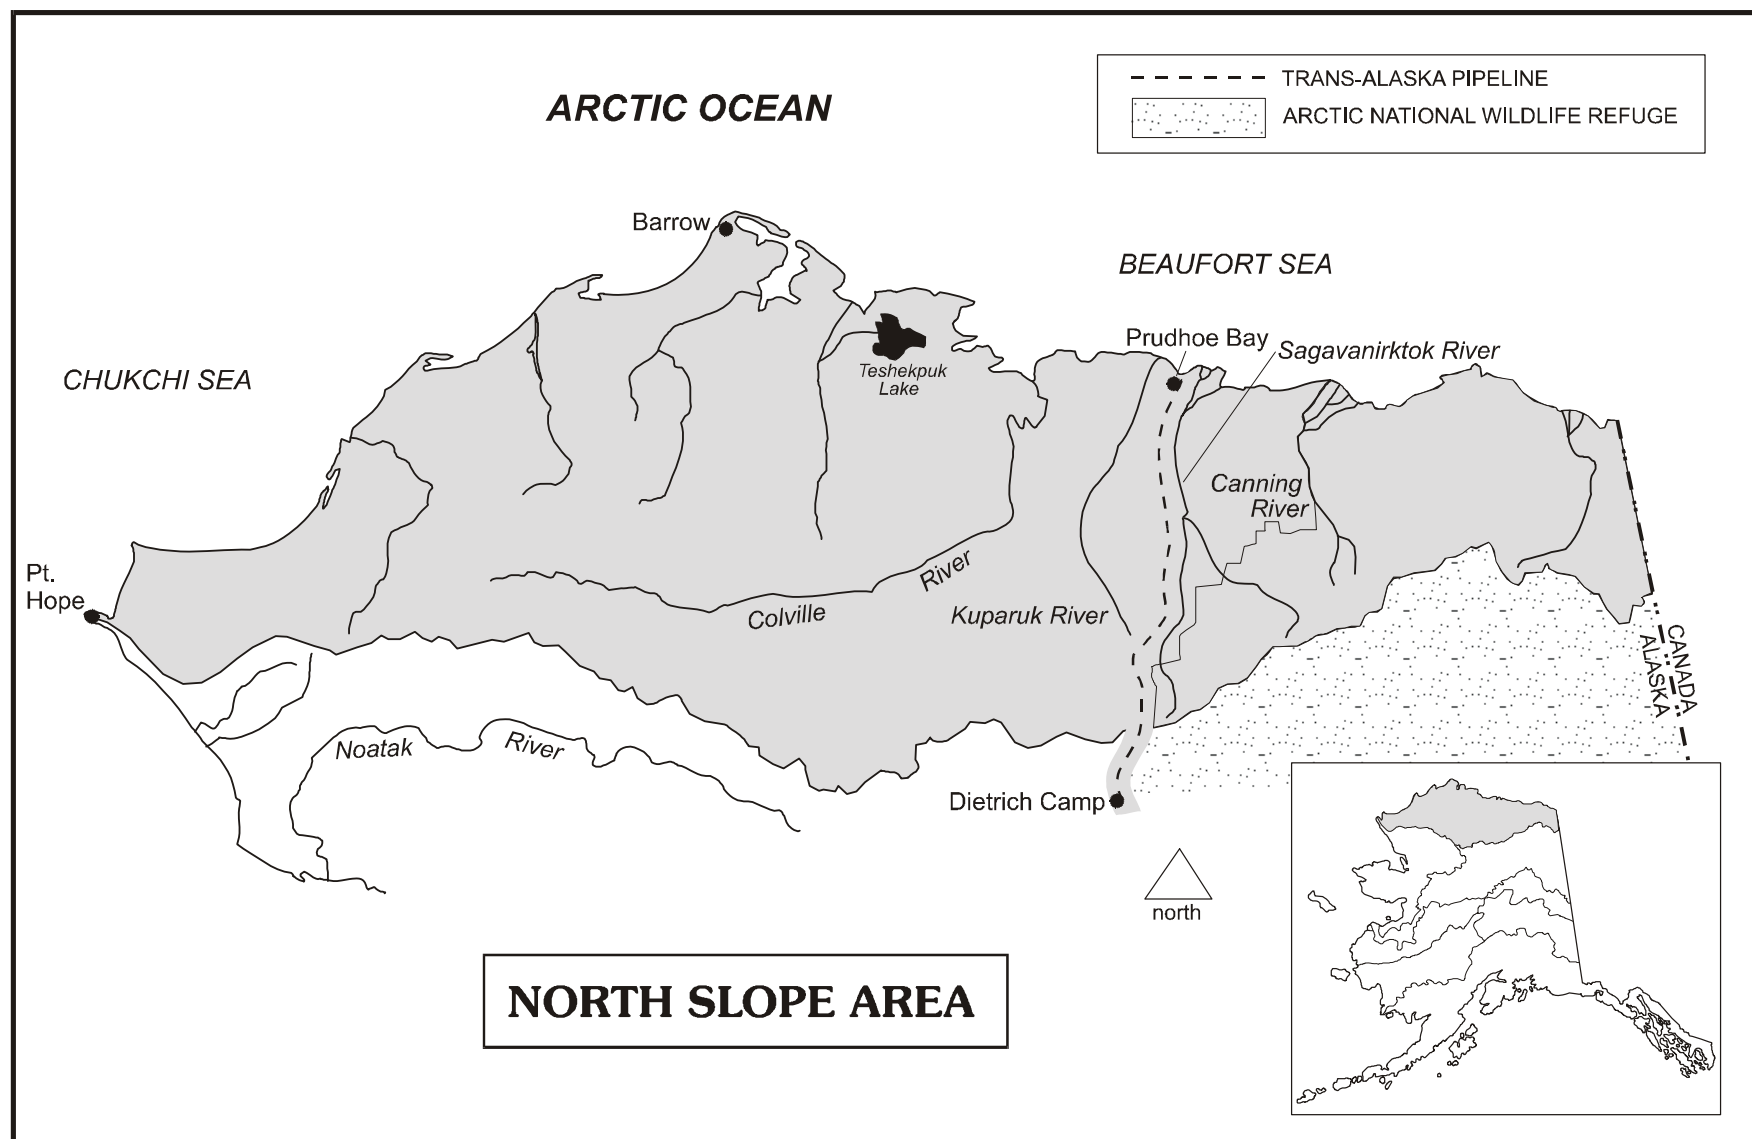 TRANS-ALASKA PIPELINE
ARCTIC NATIONAL WILDLIFE REFUGE
ARCTIC OCEAN
Barrow
BEAUFORT SEA
Prudhoe Bay
Sagavanirktok River
Teshekpuk
Lake
CHUKCHI SEA
Canning
River
Pt.
Hope
River
Colville
Kuparuk River
CANADA
ALASKA
Noatak
River
Dietrich Camp
north
NORTH SLOPE AREA